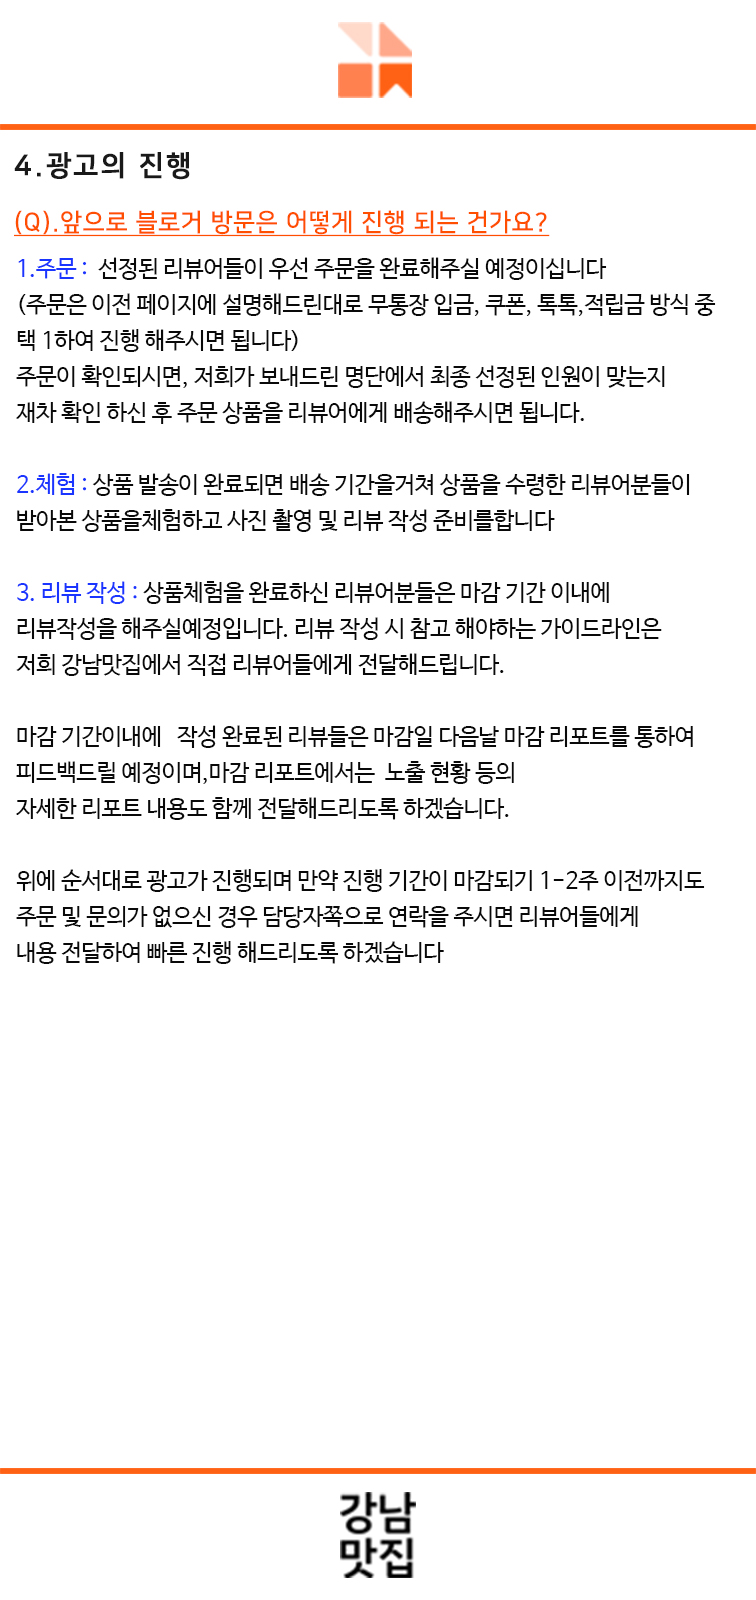 4.광고의 진행
(Q).앞으로 블로거 방문은 어떻게 진행 되는 건가요?
1.주문 : 선정된 리뷰어들이 우선 주문을 완료해주실 예정이십니다
(주문은 이전 페이지에 설명해드린대로 무통장 입금, 쿠폰, 톡톡,적립금 방식 중
택 1하여 진행 해주시면 됩니다)
주문이 확인되시면, 저희가 보내드린 명단에서 최종 선정된 인원이 맞는지
재차 확인 하신 후 주문 상품을 리뷰어에게 배송해주시면 됩니다.
2.체험 : 상품 발송이 완료되면 배송 기간을거쳐 상품을 수령한 리뷰어분들이
받아본 상품을체험하고 사진 촬영 및 리뷰 작성 준비를합니다
3. 리뷰 작성 : 상품체험을 완료하신 리뷰어분들은 마감 기간 이내에
리뷰작성을 해주실예정입니다. 리뷰 작성 시 참고 해야하는 가이드라인은
저희 강남맛집에서 직접 리뷰어들에게 전달해드립니다.
마감 기간이내에 작성 완료된 리뷰들은 마감일 다음날 마감 리포트를 통하여
피드백드릴 예정이며,마감 리포트에서는 노출 현황 등의
자세한 리포트 내용도 함께 전달해드리도록 하겠습니다.
위에 순서대로 광고가 진행되며 만약 진행 기간이 마감되기 1-2주 이전까지도
주문 및 문의가 없으신 경우 담당자쪽으로 연락을 주시면 리뷰어들에게
내용 전달하여 빠른 진행 해드리도록 하겠습니다
강남
맛집